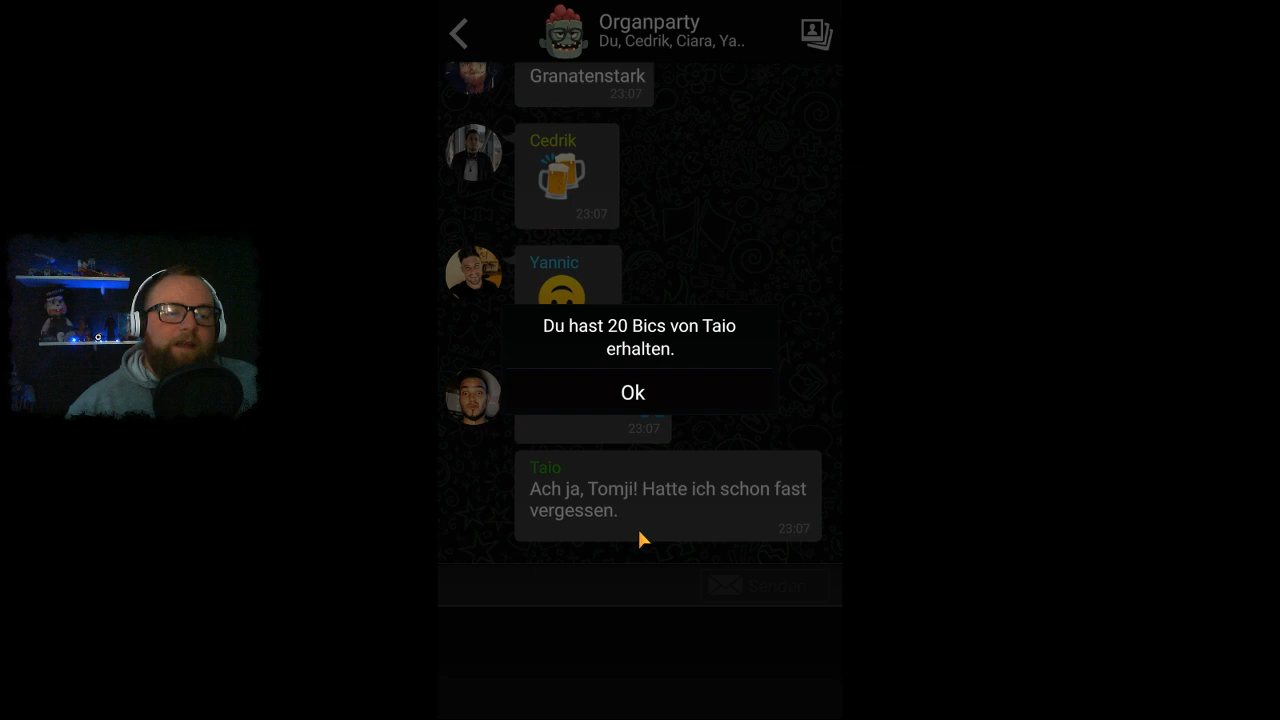 Organparty
Du, Cedrik, Ciara, Ya..
Granatenstark
23:07
Cedrik
23:07
Yannic
Du hast 20 Bics von Taio
erhalten.
Ok
23:07
Taio
Ach ja, Tomji! Hatte ich schon fast
vergessen.
23:07
Senden